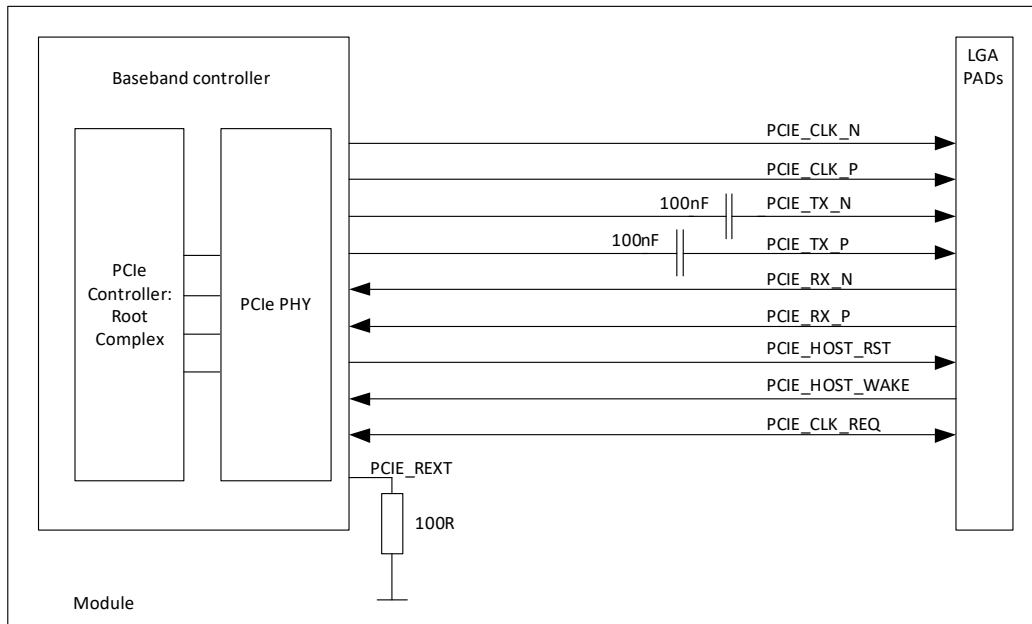 Baseband controller
LGA
PADs
PCIe
Controller:
Root
Complex
PCIe PHY
PCIE_CLK_N
PCIE_CLK_P
100nF
PCIE_TX_N
100nF
PCIE_TX_P
PCIE_RX_N
PCIE_RX_P
PCIE_HOST_RST
PCIE_HOST_WAKE
PCIE_CLK_REQ
PCIE_REXT
100R
Module